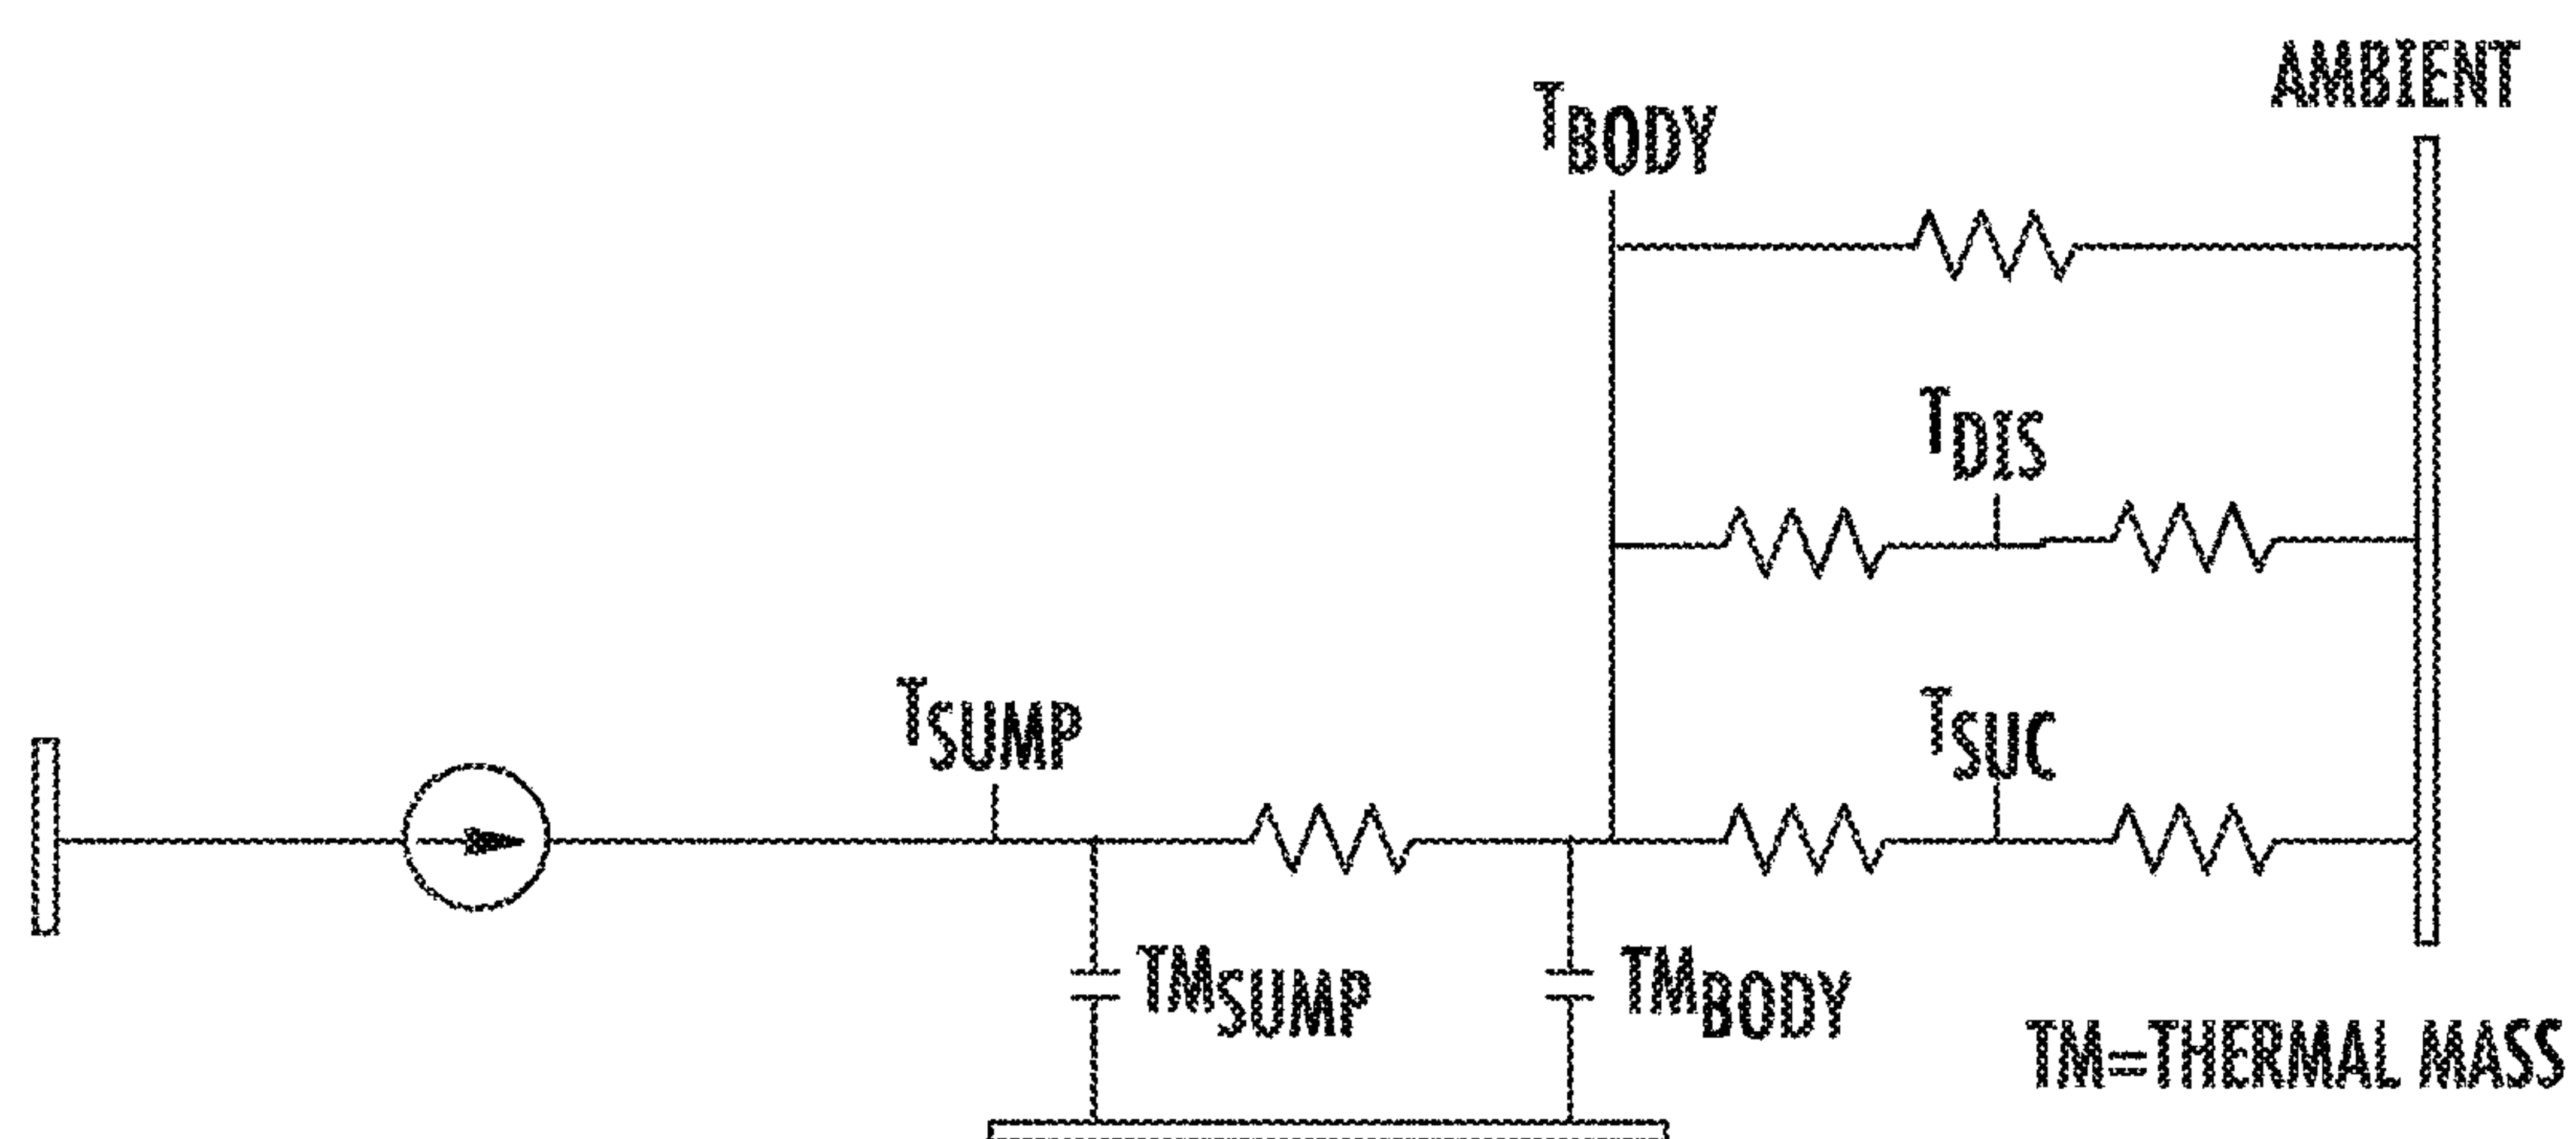 AMBIENT
TBODY
TDIS
TSUMP
TSUC
TMSUMP
TMBODY
TM=THERMAL MASS